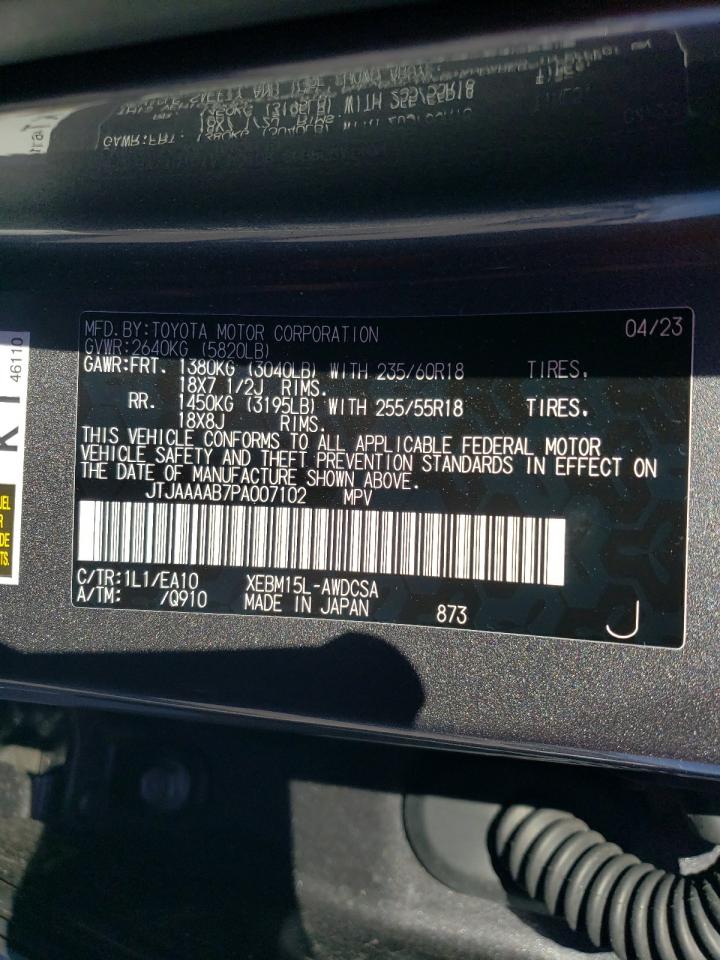 MFD.BY:TOYOTA MOTOR CORPORATION 04/23
GVWR:2640KG (5820LB)
GAWR:FRT. 1380KG (3040LB) WITH 235/60R18 TIRES.
18X7 1/2J RIMS.
RR. 1450KG (3195LB) WITH 255/55R18 TIRES.
18X8J RIMS.
THIS VEHICLE CONFORMS TO ALL APPLICABLE FEDERAL MOTOR
VEHICLE SAFETY AND THEFT PREVENTION STANDARDS IN EFFECT ON
THE DATE OF MANUFACTURE SHOWN ABOVE.
JTJAAAAB7PA007102 MPV
C/TR:1L1/EA10 XEBM15L-AWDCSA
A/TM: /Q910 MADE IN JAPAN 873 J
46110